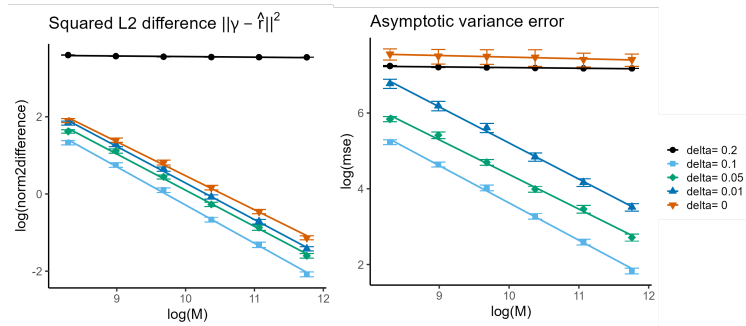 Squared L2 difference ||γ − r̂||²
log(norm2difference)
2
0
-2
9
10
11
12
log(M)
Asymptotic variance error
log(mse)
6
4
2
9
10
11
12
log(M)
delta= 0.2
delta= 0.1
delta= 0.05
delta= 0.01
delta= 0